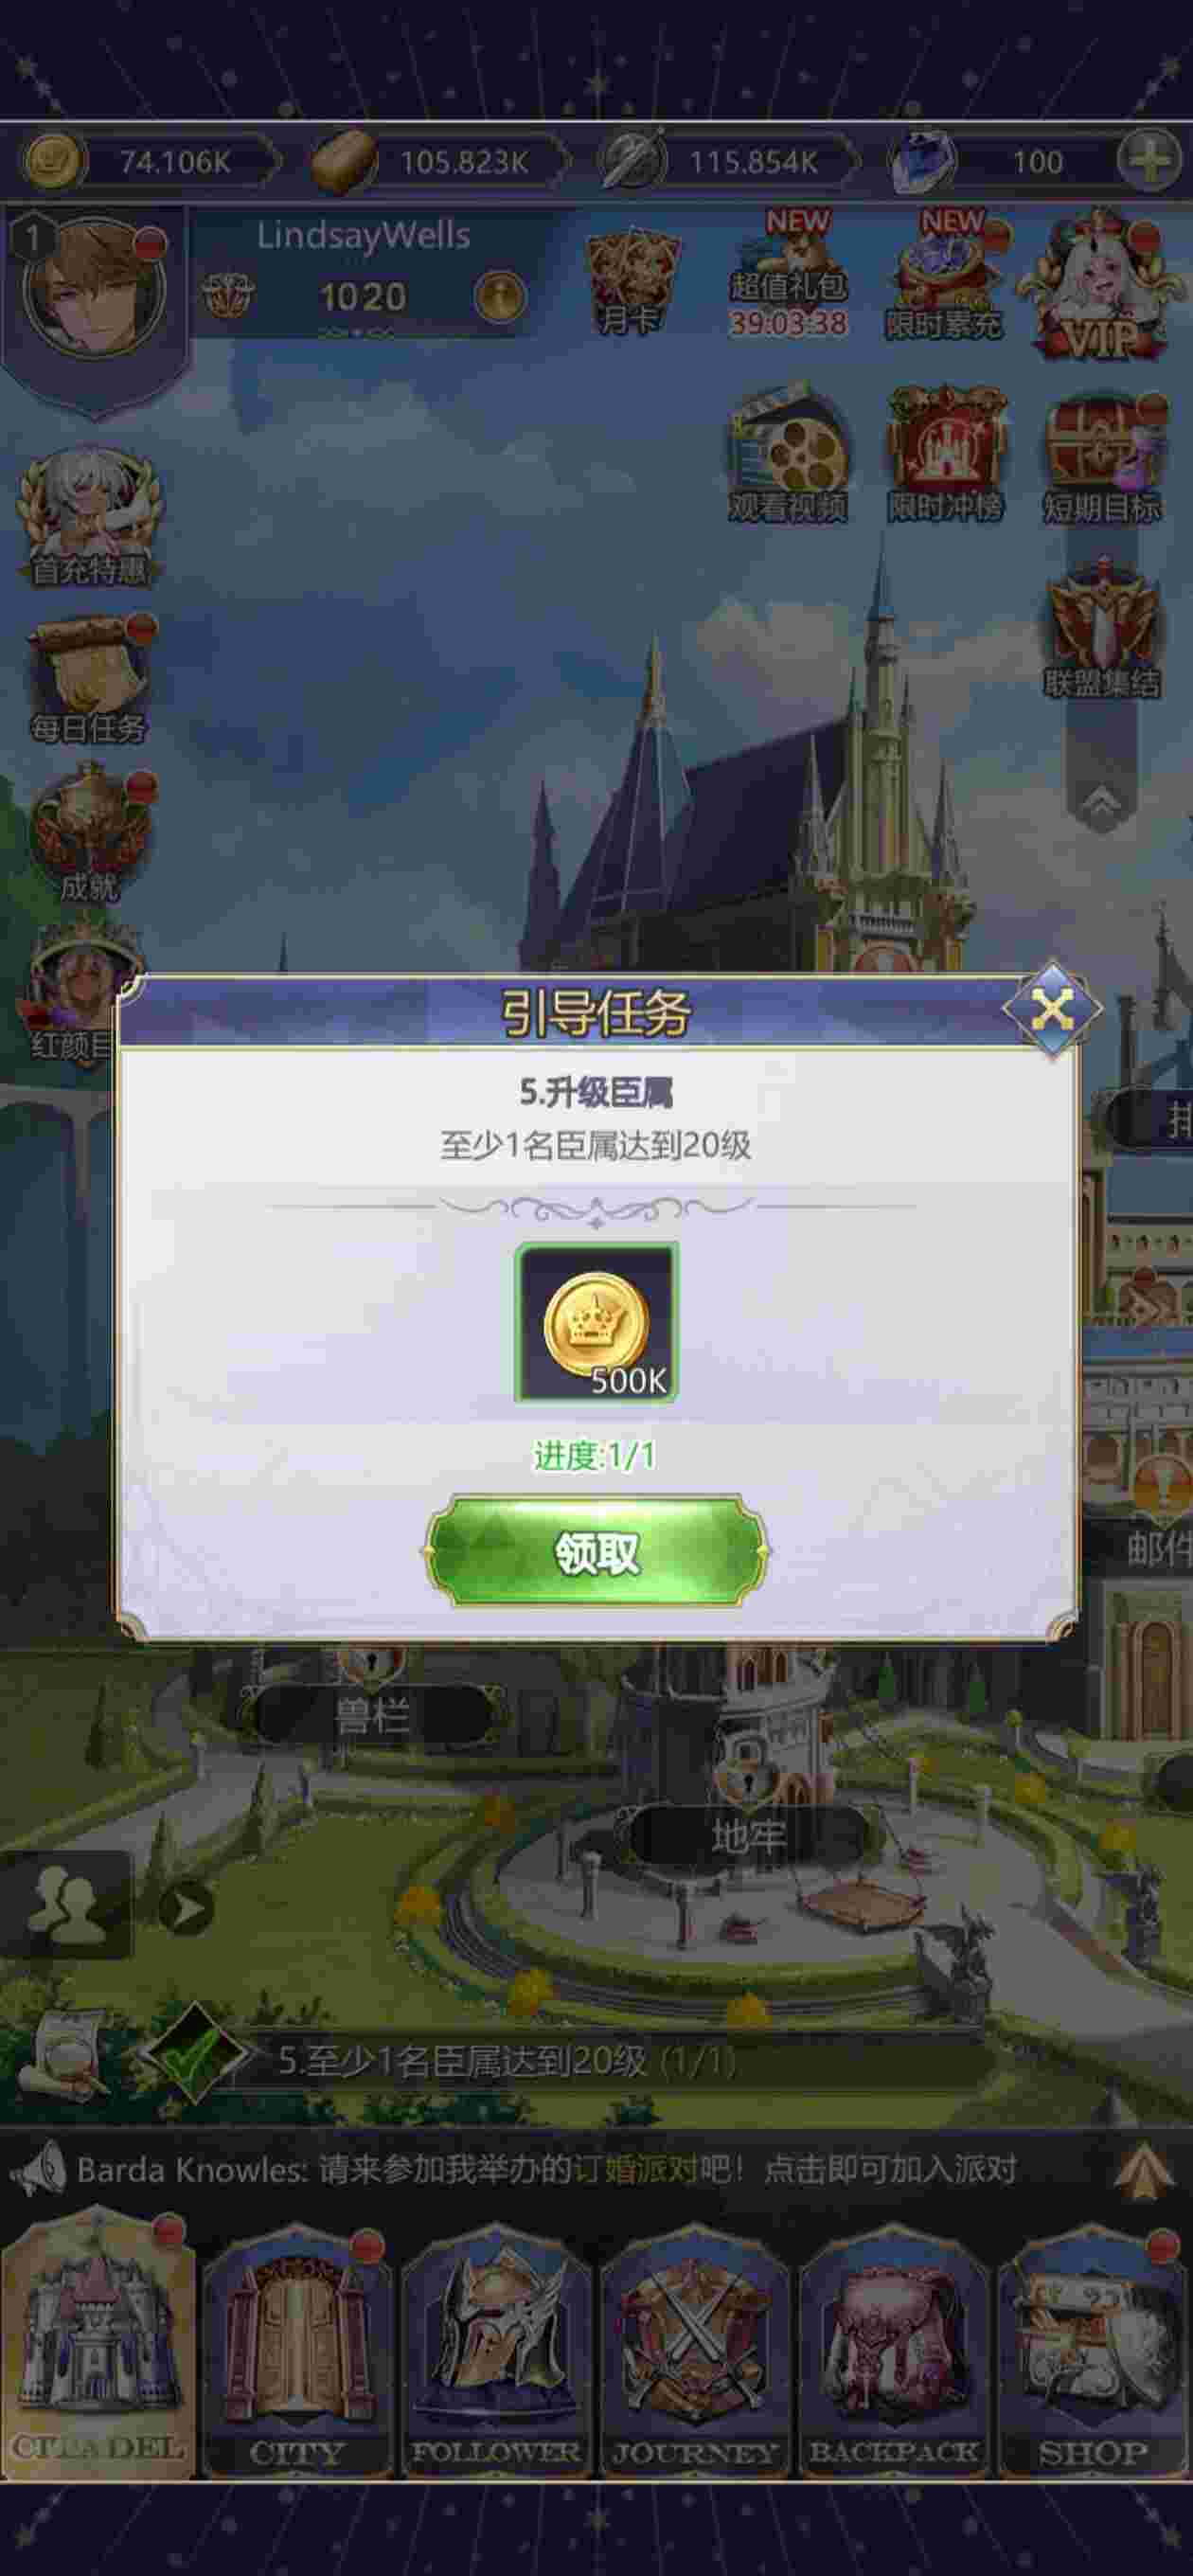 74.106K
105.823K
115.854K
100
1
LindsayWells
1020
月卡
NEW
超值礼包
39:03:38
NEW
限时累充
VIP
首充特惠
观看视频
限时冲榜
短期目标
每日任务
联盟集结
成就
红颜
引导任务
5.升级臣属
至少1名臣属达到20级
500K
进度:1/1
领取
邮件
兽栏
地牢
5.至少1名臣属达到20级 (1/1)
Barda Knowles: 请来参加我举办的订婚派对吧! 点击即可加入派对
CITADEL
CITY
FOLLOWER
JOURNEY
BACKPACK
SHOP